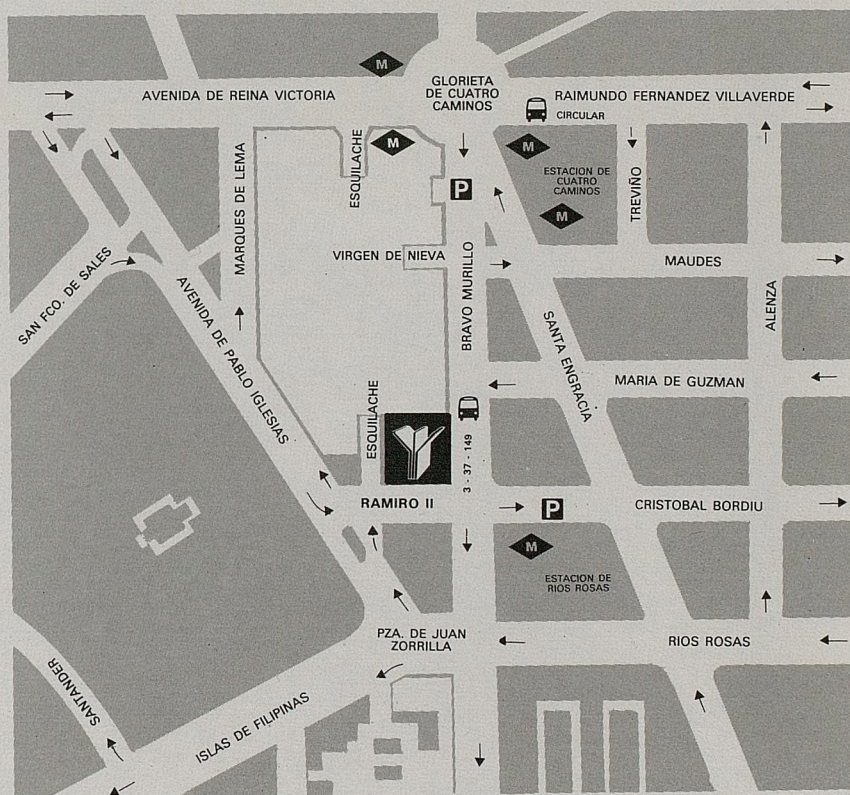 M
GLORIETA
DE CUATRO
CAMINOS
AVENIDA DE REINA VICTORIA
RAIMUNDO FERNANDEZ VILLAVERDE
CIRCULAR
M
M
ESQUILACHE
MARQUES DE LEMA
P
ESTACION DE
CUATRO
CAMINOS
M
TREVIÑO
VIRGEN DE NIEVA
BRAVO MURILLO
MAUDES
SAN FCO. DE SALES
AVENIDA DE PABLO IGLESIAS
SANTA ENGRACIA
ALENZA
MARIA DE GUZMAN
ESQUILACHE
3 - 37 - 149
RAMIRO II
P
CRISTOBAL BORDIU
M
ESTACION DE
RIOS ROSAS
PZA. DE JUAN
ZORRILLA
RIOS ROSAS
SANTANDER
ISLAS DE FILIPINAS